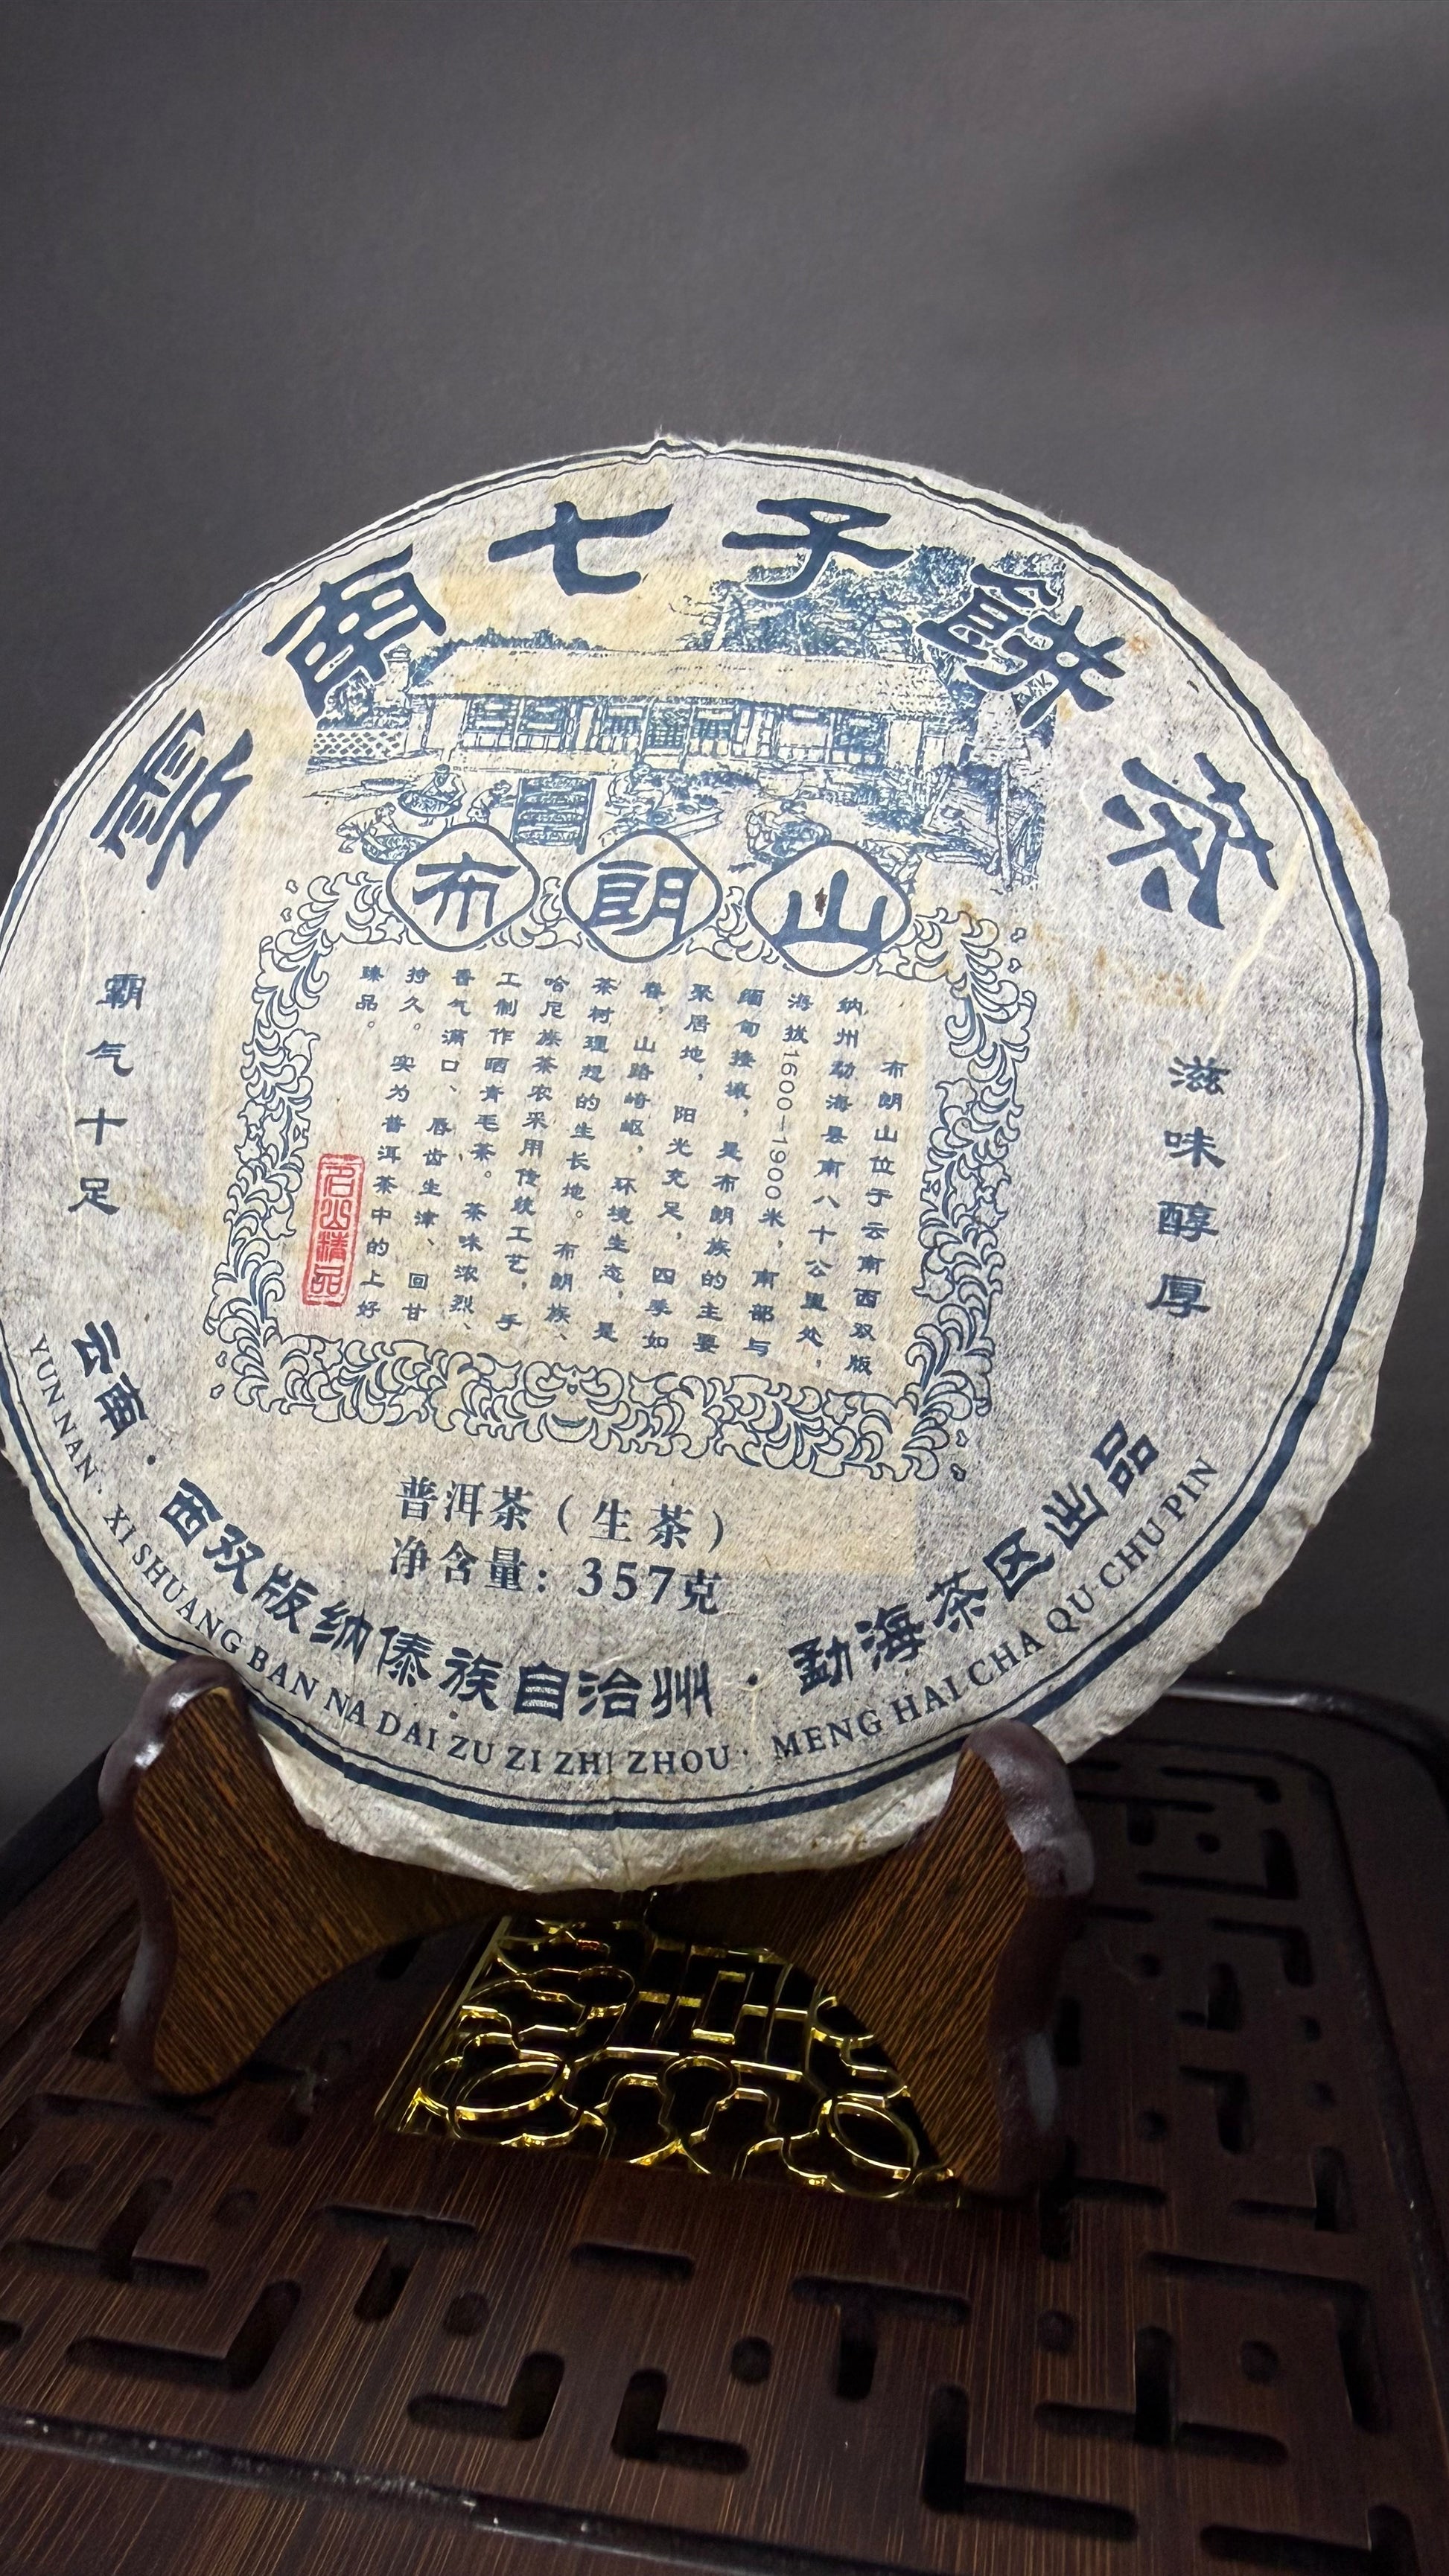 雲南七子餅茶
布朗山
滋味醇厚
霸气十足
布朗山位于云南西双版
纳州勐海县南八十公里处，
海拔1600-1900米，南部与
缅甸接壤，是布朗族的主要
聚居地，阳光充足，四季如
春，山路崎岖，环境生态，是
茶树理想的生长地。布朗族、
哈尼族茶农采用传统工艺，手
工制作晒青毛茶。茶味浓烈、
香气满口、唇齿生津、回甘
持久。实为普洱茶中的上好
臻品。
名山精品
普洱茶（生茶）
净含量：357克
云南·西双版纳傣族自治州·勐海茶区出品
YUN NAN·XI SHUANG BAN NA DAI ZU ZI ZHI ZHOU·MENG HAI CHA QU CHU PIN